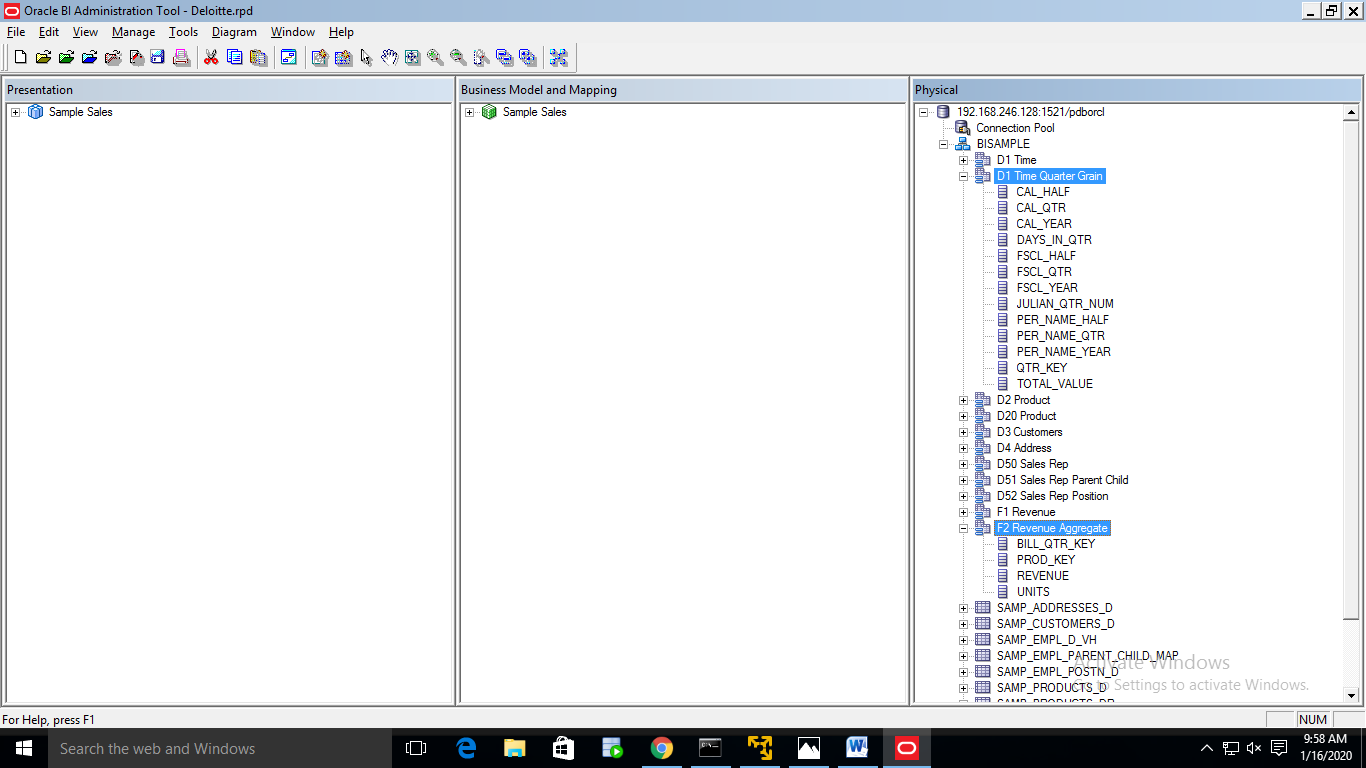 Oracle BI Administration Tool - Deloitte.rpd
File Edit View Manage Tools Diagram Window Help
Presentation
Sample Sales
Business Model and Mapping
Sample Sales
Physical
192.168.246.128:1521/pdborcl
Connection Pool
BISAMPLE
D1 Time
D1 Time Quarter Grain
CAL_HALF
CAL_QTR
CAL_YEAR
DAYS_IN_QTR
FSCL_HALF
FSCL_QTR
FSCL_YEAR
JULIAN_QTR_NUM
PER_NAME_HALF
PER_NAME_QTR
PER_NAME_YEAR
QTR_KEY
TOTAL_VALUE
D2 Product
D20 Product
D3 Customers
D4 Address
D50 Sales Rep
D51 Sales Rep Parent Child
D52 Sales Rep Position
F1 Revenue
F2 Revenue Aggregate
BILL_QTR_KEY
PROD_KEY
REVENUE
UNITS
SAMP_ADDRESSES_D
SAMP_CUSTOMERS_D
SAMP_EMPL_D_VH
SAMP_EMPL_PARENT_CHILD_MAP
SAMP_EMPL_POSTN_D
SAMP_PRODUCTS_D
Activate Windows
Go to Settings to activate Windows.
For Help, press F1
NUM
Search the web and Windows
9:58 AM
1/16/2020